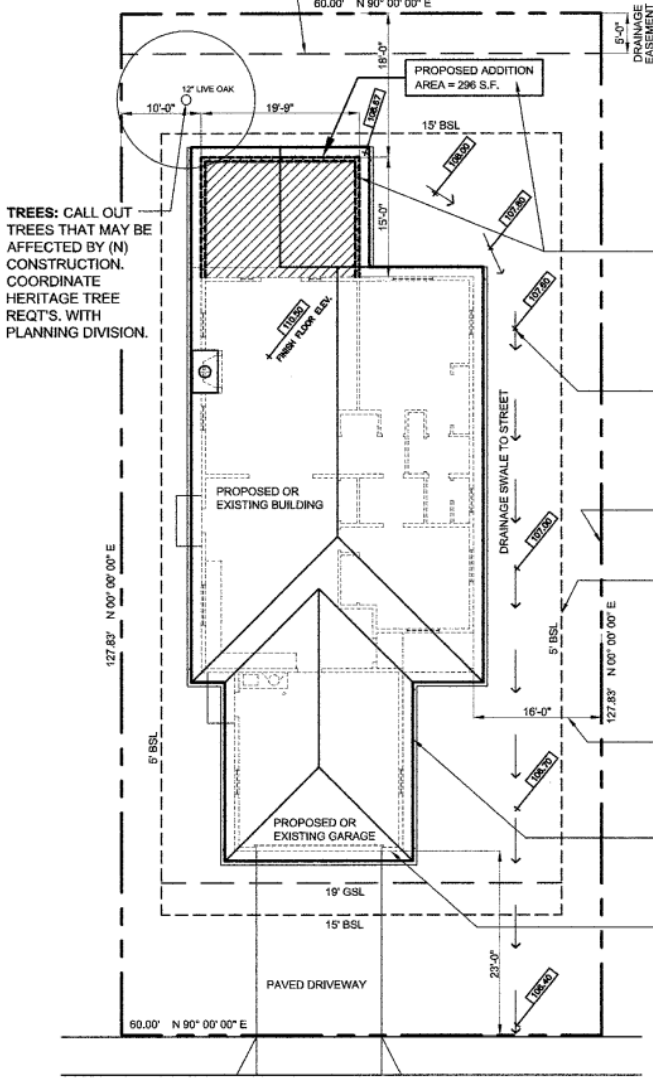 60.00' N 90° 00' 00" E
5'-0"
DRAINAGE
EASEMENT
18'-0"
PROPOSED ADDITION
AREA = 296 S.F.
12" LIVE OAK
10'-0"
19'-9"
108.67
15' BSL
108.00
107.80
15'-0"
TREES: CALL OUT
TREES THAT MAY BE
AFFECTED BY (N)
CONSTRUCTION.
COORDINATE
HERITAGE TREE
REQT'S. WITH
PLANNING DIVISION.
110.50
FINISH FLOOR ELEV.
107.60
DRAINAGE SWALE TO STREET
PROPOSED OR
EXISTING BUILDING
107.00
127.83' N 00° 00' 00" E
5' BSL
127.83' N 00° 00' 00" E
16'-0"
5' BSL
106.70
PROPOSED OR
EXISTING GARAGE
19' GSL
15' BSL
23'-0"
PAVED DRIVEWAY
106.40
60.00' N 90° 00' 00" E